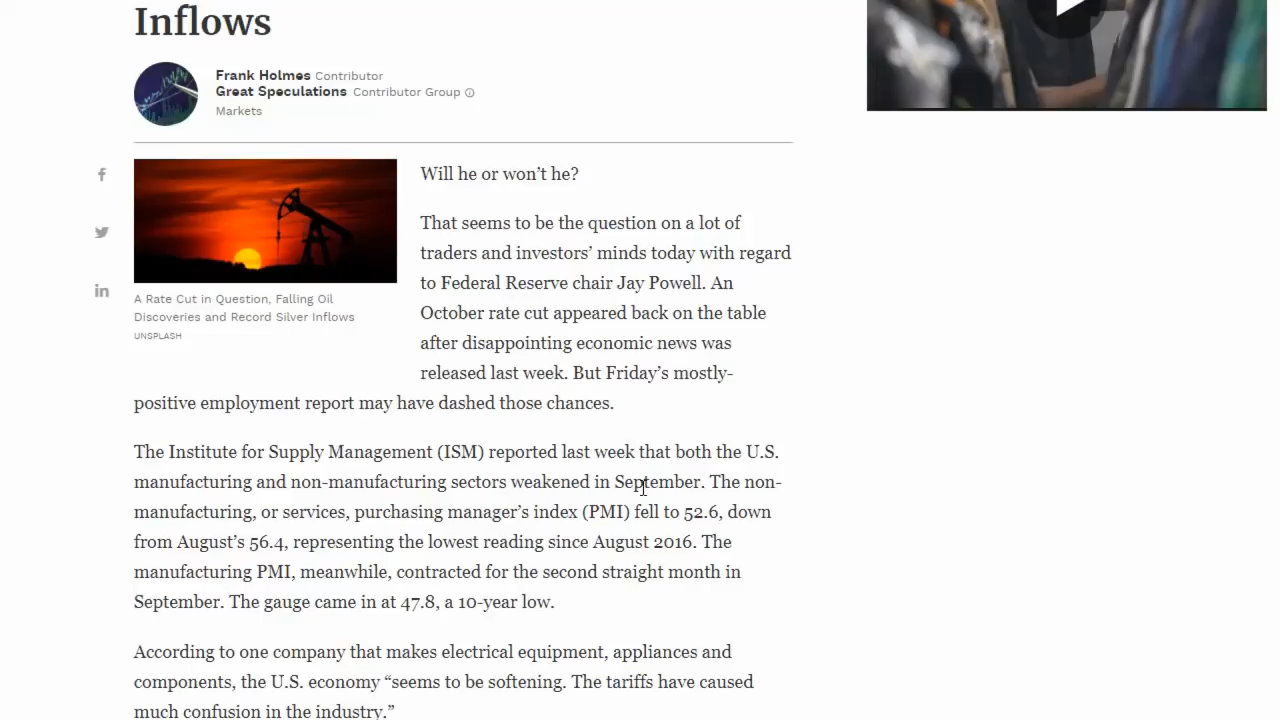 Inflows
Frank Holmes Contributor
Great Speculations Contributor Group
Markets
A Rate Cut in Question, Falling Oil
Discoveries and Record Silver Inflows
UNSPLASH
Will he or won't he?
That seems to be the question on a lot of
traders and investors' minds today with regard
to Federal Reserve chair Jay Powell. An
October rate cut appeared back on the table
after disappointing economic news was
released last week. But Friday's mostly-
positive employment report may have dashed those chances.
The Institute for Supply Management (ISM) reported last week that both the U.S.
manufacturing and non-manufacturing sectors weakened in September. The non-
manufacturing, or services, purchasing manager's index (PMI) fell to 52.6, down
from August's 56.4, representing the lowest reading since August 2016. The
manufacturing PMI, meanwhile, contracted for the second straight month in
September. The gauge came in at 47.8, a 10-year low.
According to one company that makes electrical equipment, appliances and
components, the U.S. economy “seems to be softening. The tariffs have caused
much confusion in the industry.”